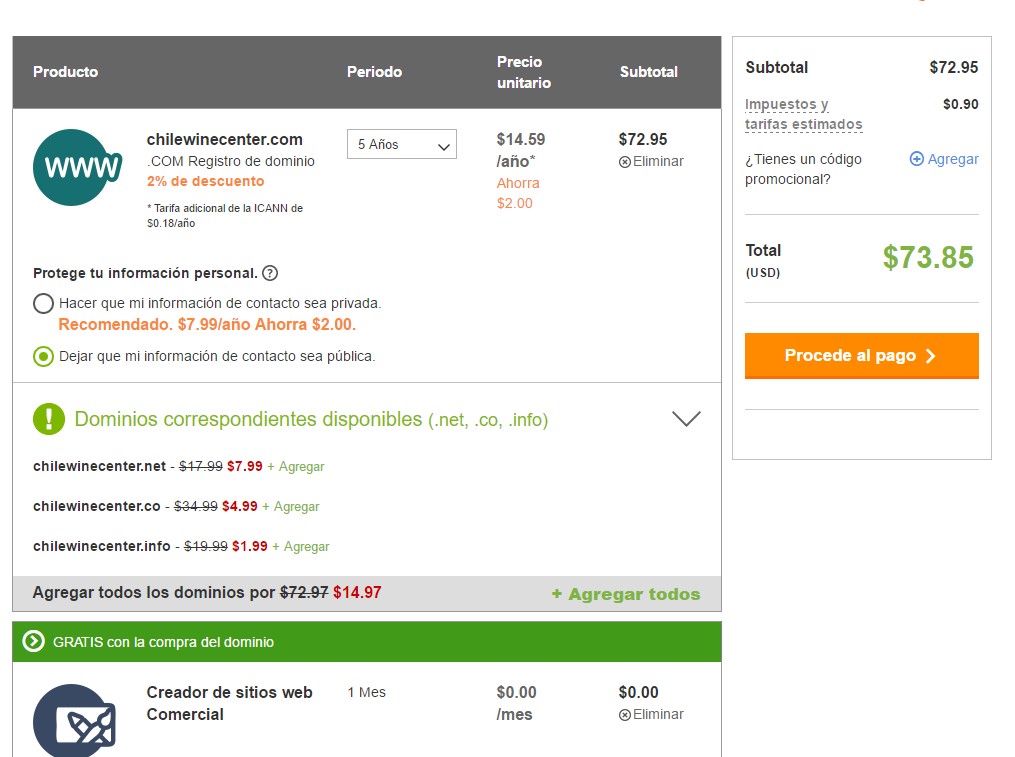 Producto
Periodo
Precio
unitario
Subtotal
WWW
chilewinecenter.com
.COM Registro de dominio
2% de descuento
* Tarifa adicional de la ICANN de
$0.18/año
5 Años
$14.59
/año*
Ahorra
$2.00
$72.95
Eliminar
Protege tu información personal. ?
Hacer que mi información de contacto sea privada.
Recomendado. $7.99/año Ahorra $2.00.
Dejar que mi información de contacto sea pública.
! Dominios correspondientes disponibles (.net, .co, .info)
chilewinecenter.net - $17.99 $7.99 + Agregar
chilewinecenter.co - $34.99 $4.99 + Agregar
chilewinecenter.info - $19.99 $1.99 + Agregar
Agregar todos los dominios por $72.97 $14.97
+ Agregar todos
GRATIS con la compra del dominio
Creador de sitios web
Comercial
1 Mes
$0.00
/mes
$0.00
Eliminar
Subtotal $72.95
Impuestos y
tarifas estimados
$0.90
¿Tienes un código
promocional?
Agregar
Total
(USD)
$73.85
Procede al pago